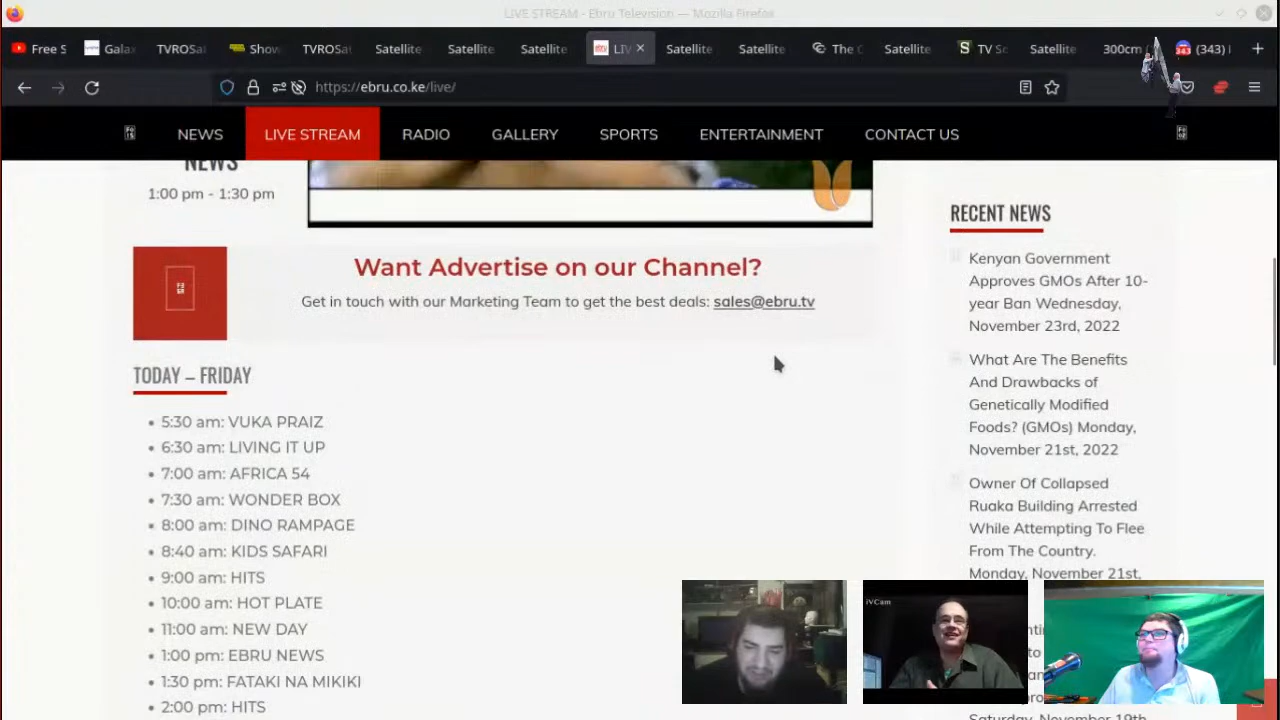 LIVE STREAM - Ebru Television — Mozilla Firefox
Free S
Galax
TVROSat
Show
TVROSat
Satellite
Satellite
Satellite
LIV
Satellite
Satellite
The C
Satellite
TV Sc
Satellite
300cm
(343)
https://ebru.co.ke/live/
NEWS
LIVE STREAM
RADIO
GALLERY
SPORTS
ENTERTAINMENT
CONTACT US
NEWS
1:00 pm - 1:30 pm
Want Advertise on our Channel?
Get in touch with our Marketing Team to get the best deals: sales@ebru.tv
TODAY – FRIDAY
• 5:30 am: VUKA PRAIZ
• 6:30 am: LIVING IT UP
• 7:00 am: AFRICA 54
• 7:30 am: WONDER BOX
• 8:00 am: DINO RAMPAGE
• 8:40 am: KIDS SAFARI
• 9:00 am: HITS
• 10:00 am: HOT PLATE
• 11:00 am: NEW DAY
• 1:00 pm: EBRU NEWS
• 1:30 pm: FATAKI NA MIKIKI
• 2:00 pm: HITS
RECENT NEWS
Kenyan Government
Approves GMOs After 10-
year Ban Wednesday,
November 23rd, 2022
What Are The Benefits
And Drawbacks of
Genetically Modified
Foods? (GMOs) Monday,
November 21st, 2022
Owner Of Collapsed
Ruaka Building Arrested
While Attempting To Flee
From The Country.
Monday, November 21st,
Saturday, November 19th
iVCam